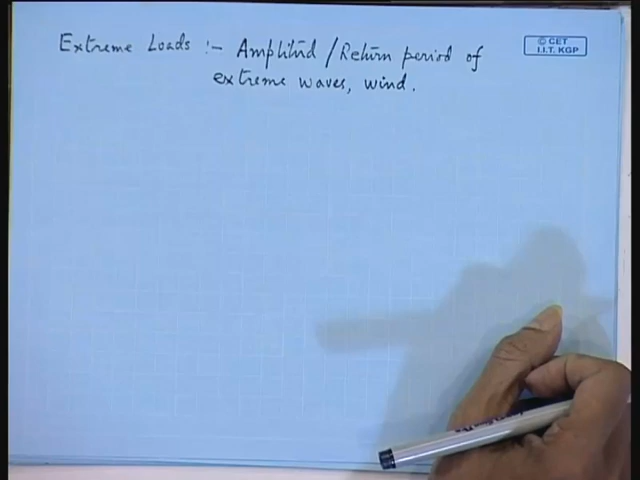 Extreme Loads :- Amplitud / Return period of
extreme waves, wind.
© CET
I.I.T. KGP